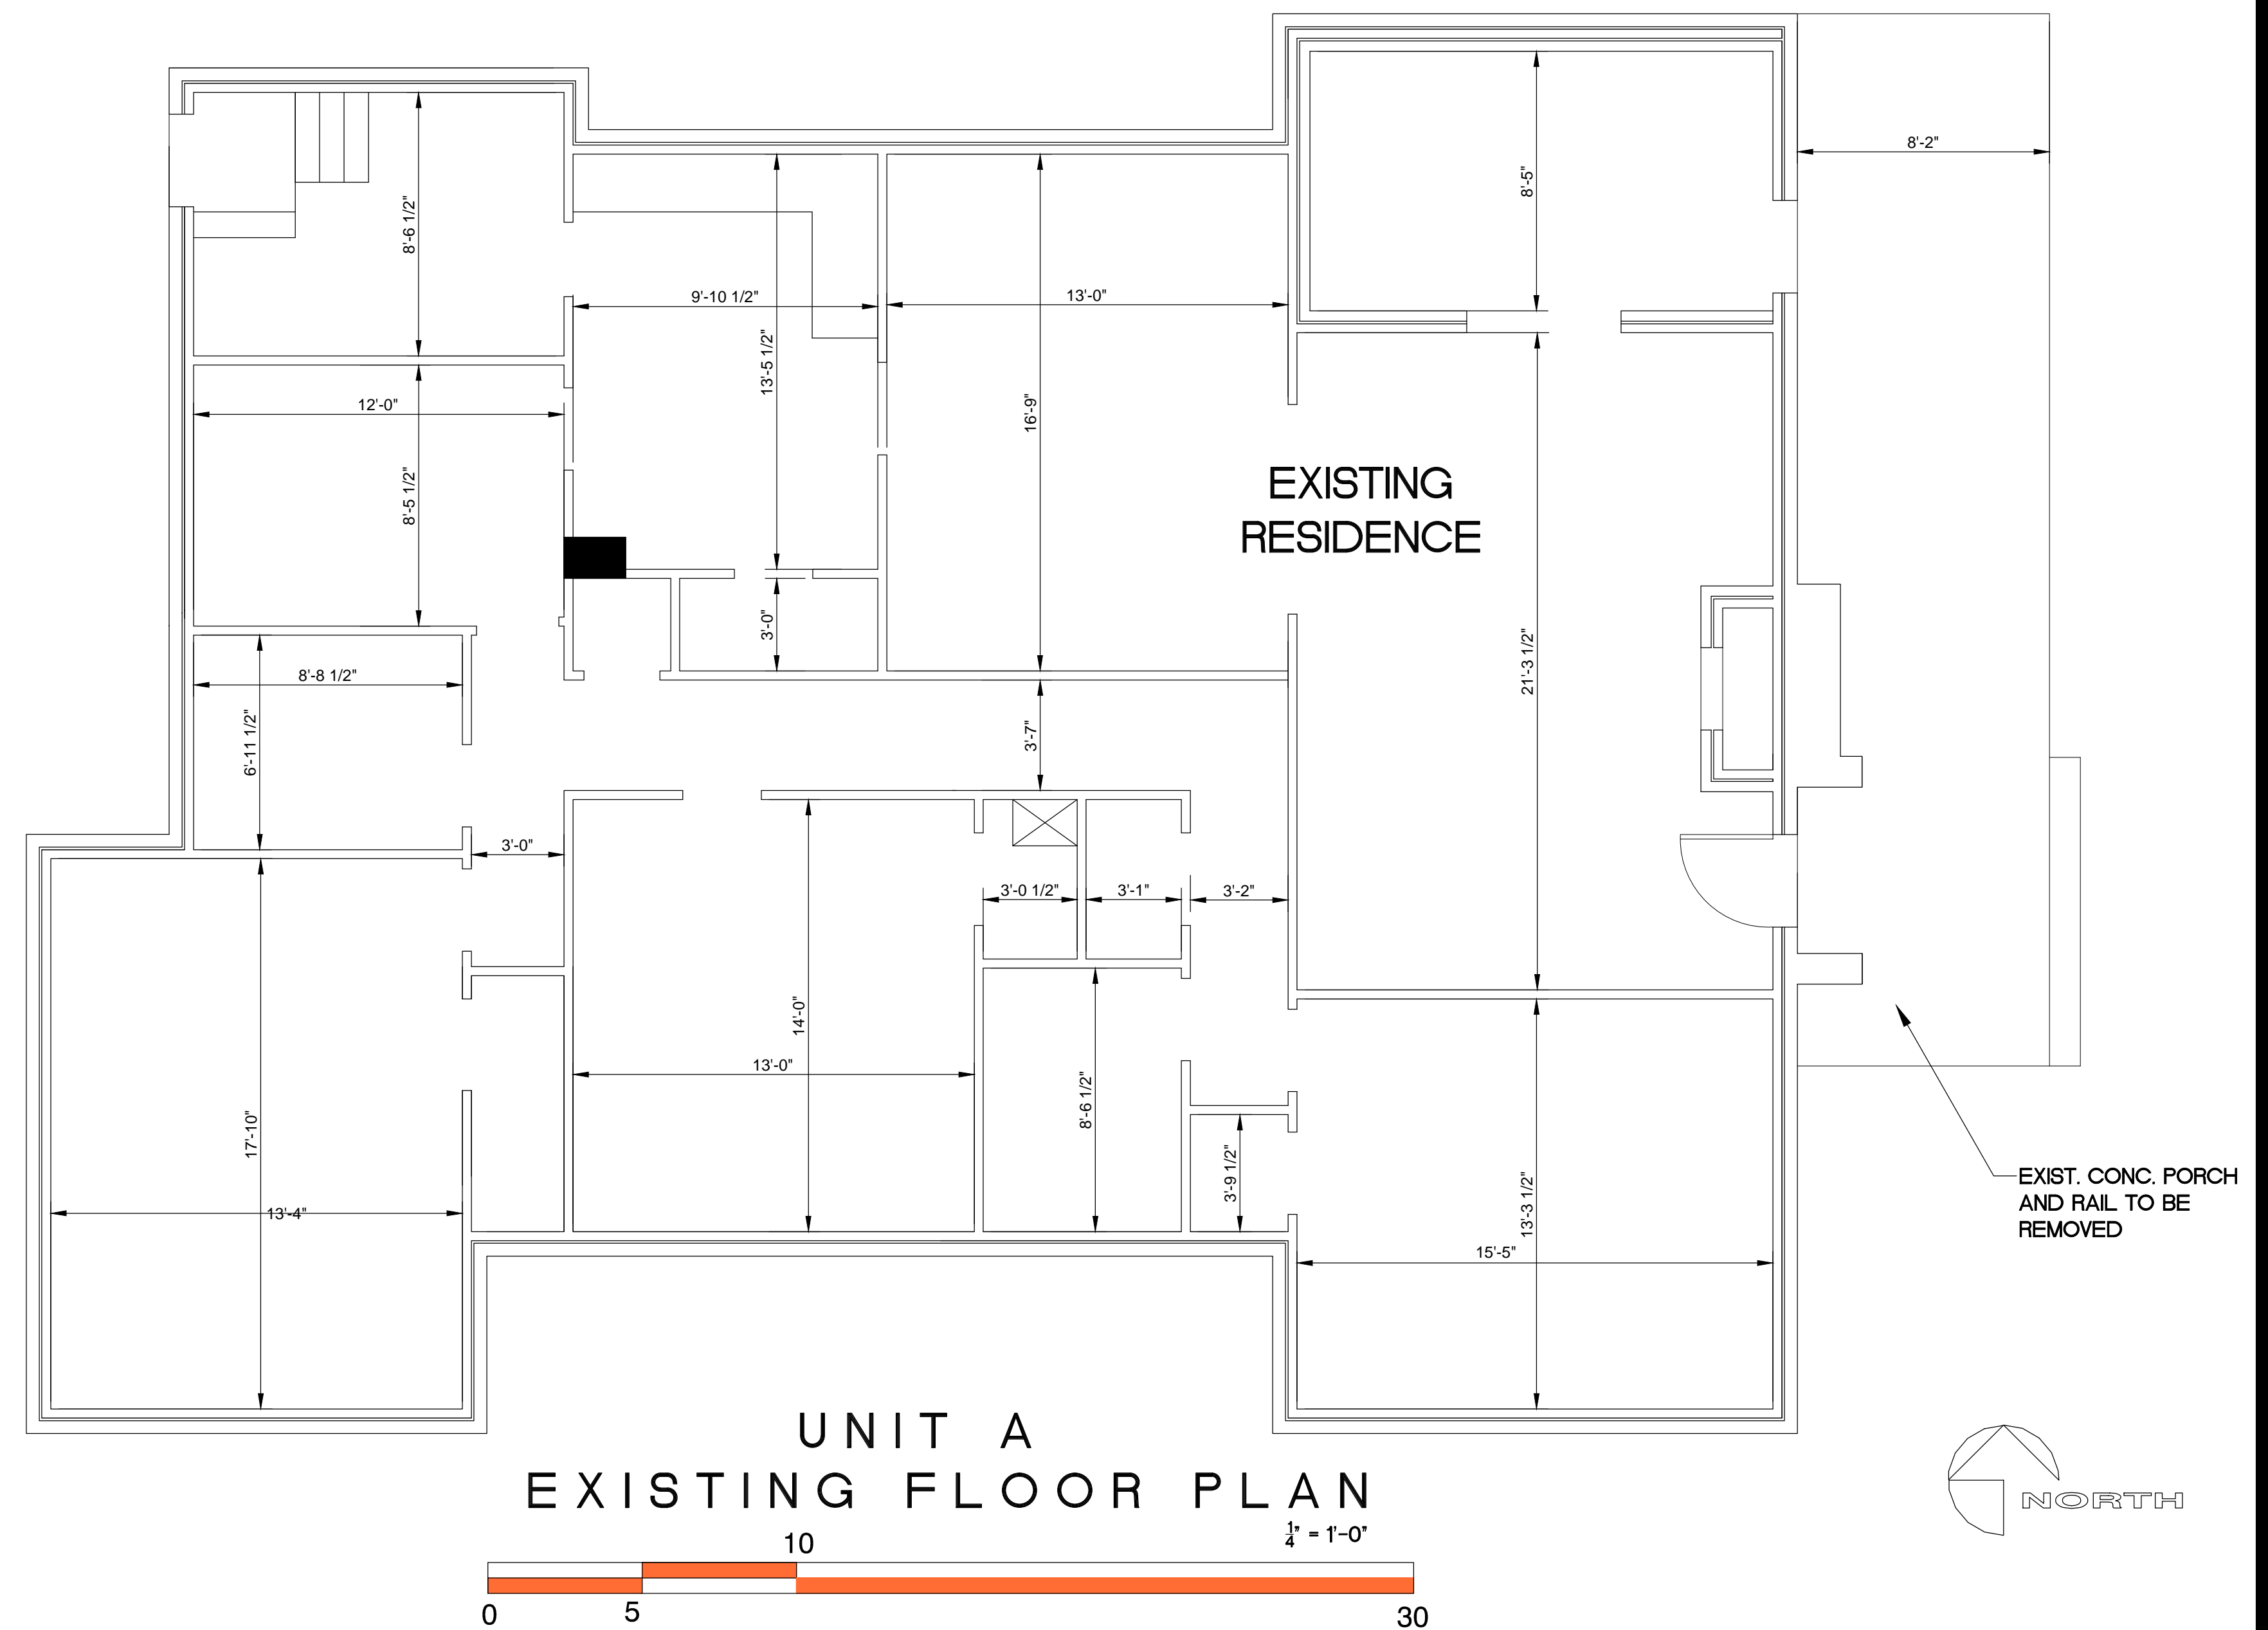 8'-2"
8'-5"
8'-6 1/2"
9'-10 1/2"
13'-0"
13'-5 1/2"
12'-0"
16'-9"
8'-5 1/2"
EXISTING
RESIDENCE
3'-0"
21'-3 1/2"
8'-8 1/2"
6'-11 1/2"
3'-7"
3'-0"
3'-0 1/2"
3'-1"
3'-2"
14'-0"
13'-0"
8'-6 1/2"
17'-10"
13'-4"
3'-9 1/2"
13'-3 1/2"
15'-5"
EXIST. CONC. PORCH
AND RAIL TO BE
REMOVED
UNIT A
EXISTING FLOOR PLAN
1/4" = 1'-0"
NORTH
10
0 5 30